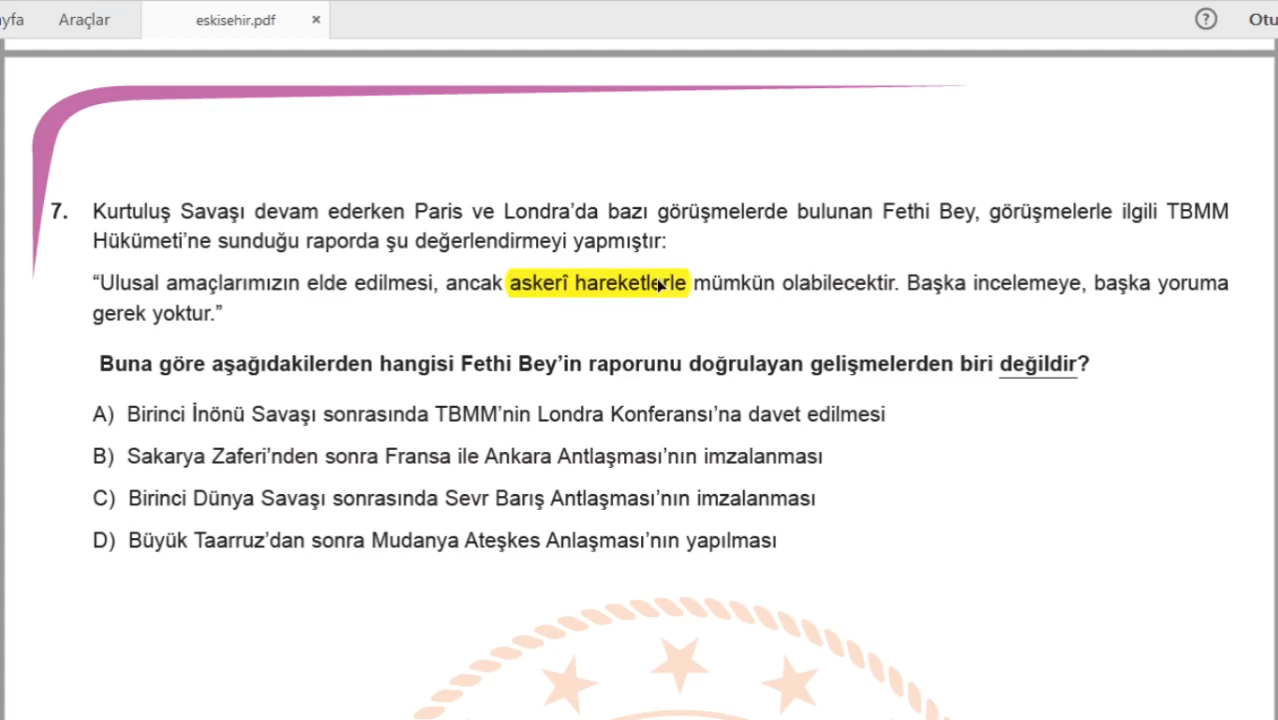 ayfa Araçlar eskisehir.pdf × ? Otu
7. Kurtuluş Savaşı devam ederken Paris ve Londra’da bazı görüşmelerde bulunan Fethi Bey, görüşmelerle ilgili TBMM
Hükümeti’ne sunduğu raporda şu değerlendirmeyi yapmıştır:
“Ulusal amaçlarımızın elde edilmesi, ancak askerî hareketlerle mümkün olabilecektir. Başka incelemeye, başka yoruma
gerek yoktur.”
Buna göre aşağıdakilerden hangisi Fethi Bey’in raporunu doğrulayan gelişmelerden biri değildir?
A) Birinci İnönü Savaşı sonrasında TBMM’nin Londra Konferansı’na davet edilmesi
B) Sakarya Zaferi’nden sonra Fransa ile Ankara Antlaşması’nın imzalanması
C) Birinci Dünya Savaşı sonrasında Sevr Barış Antlaşması’nın imzalanması
D) Büyük Taarruz’dan sonra Mudanya Ateşkes Anlaşması’nın yapılması